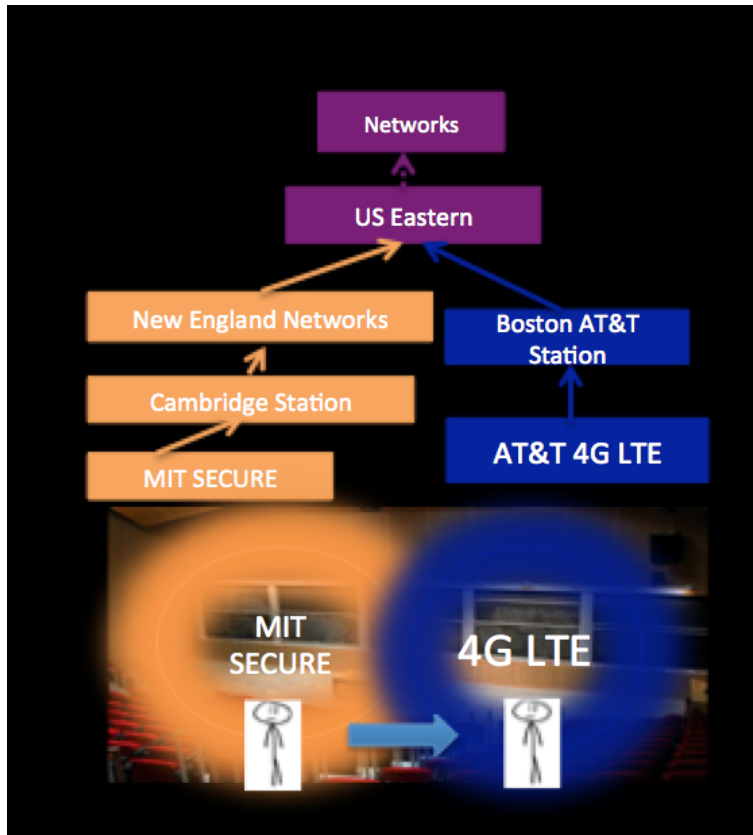 Networks
US Eastern
New England Networks
Boston AT&T
Station
Cambridge Station
AT&T 4G LTE
MIT SECURE
MIT
SECURE
4G LTE